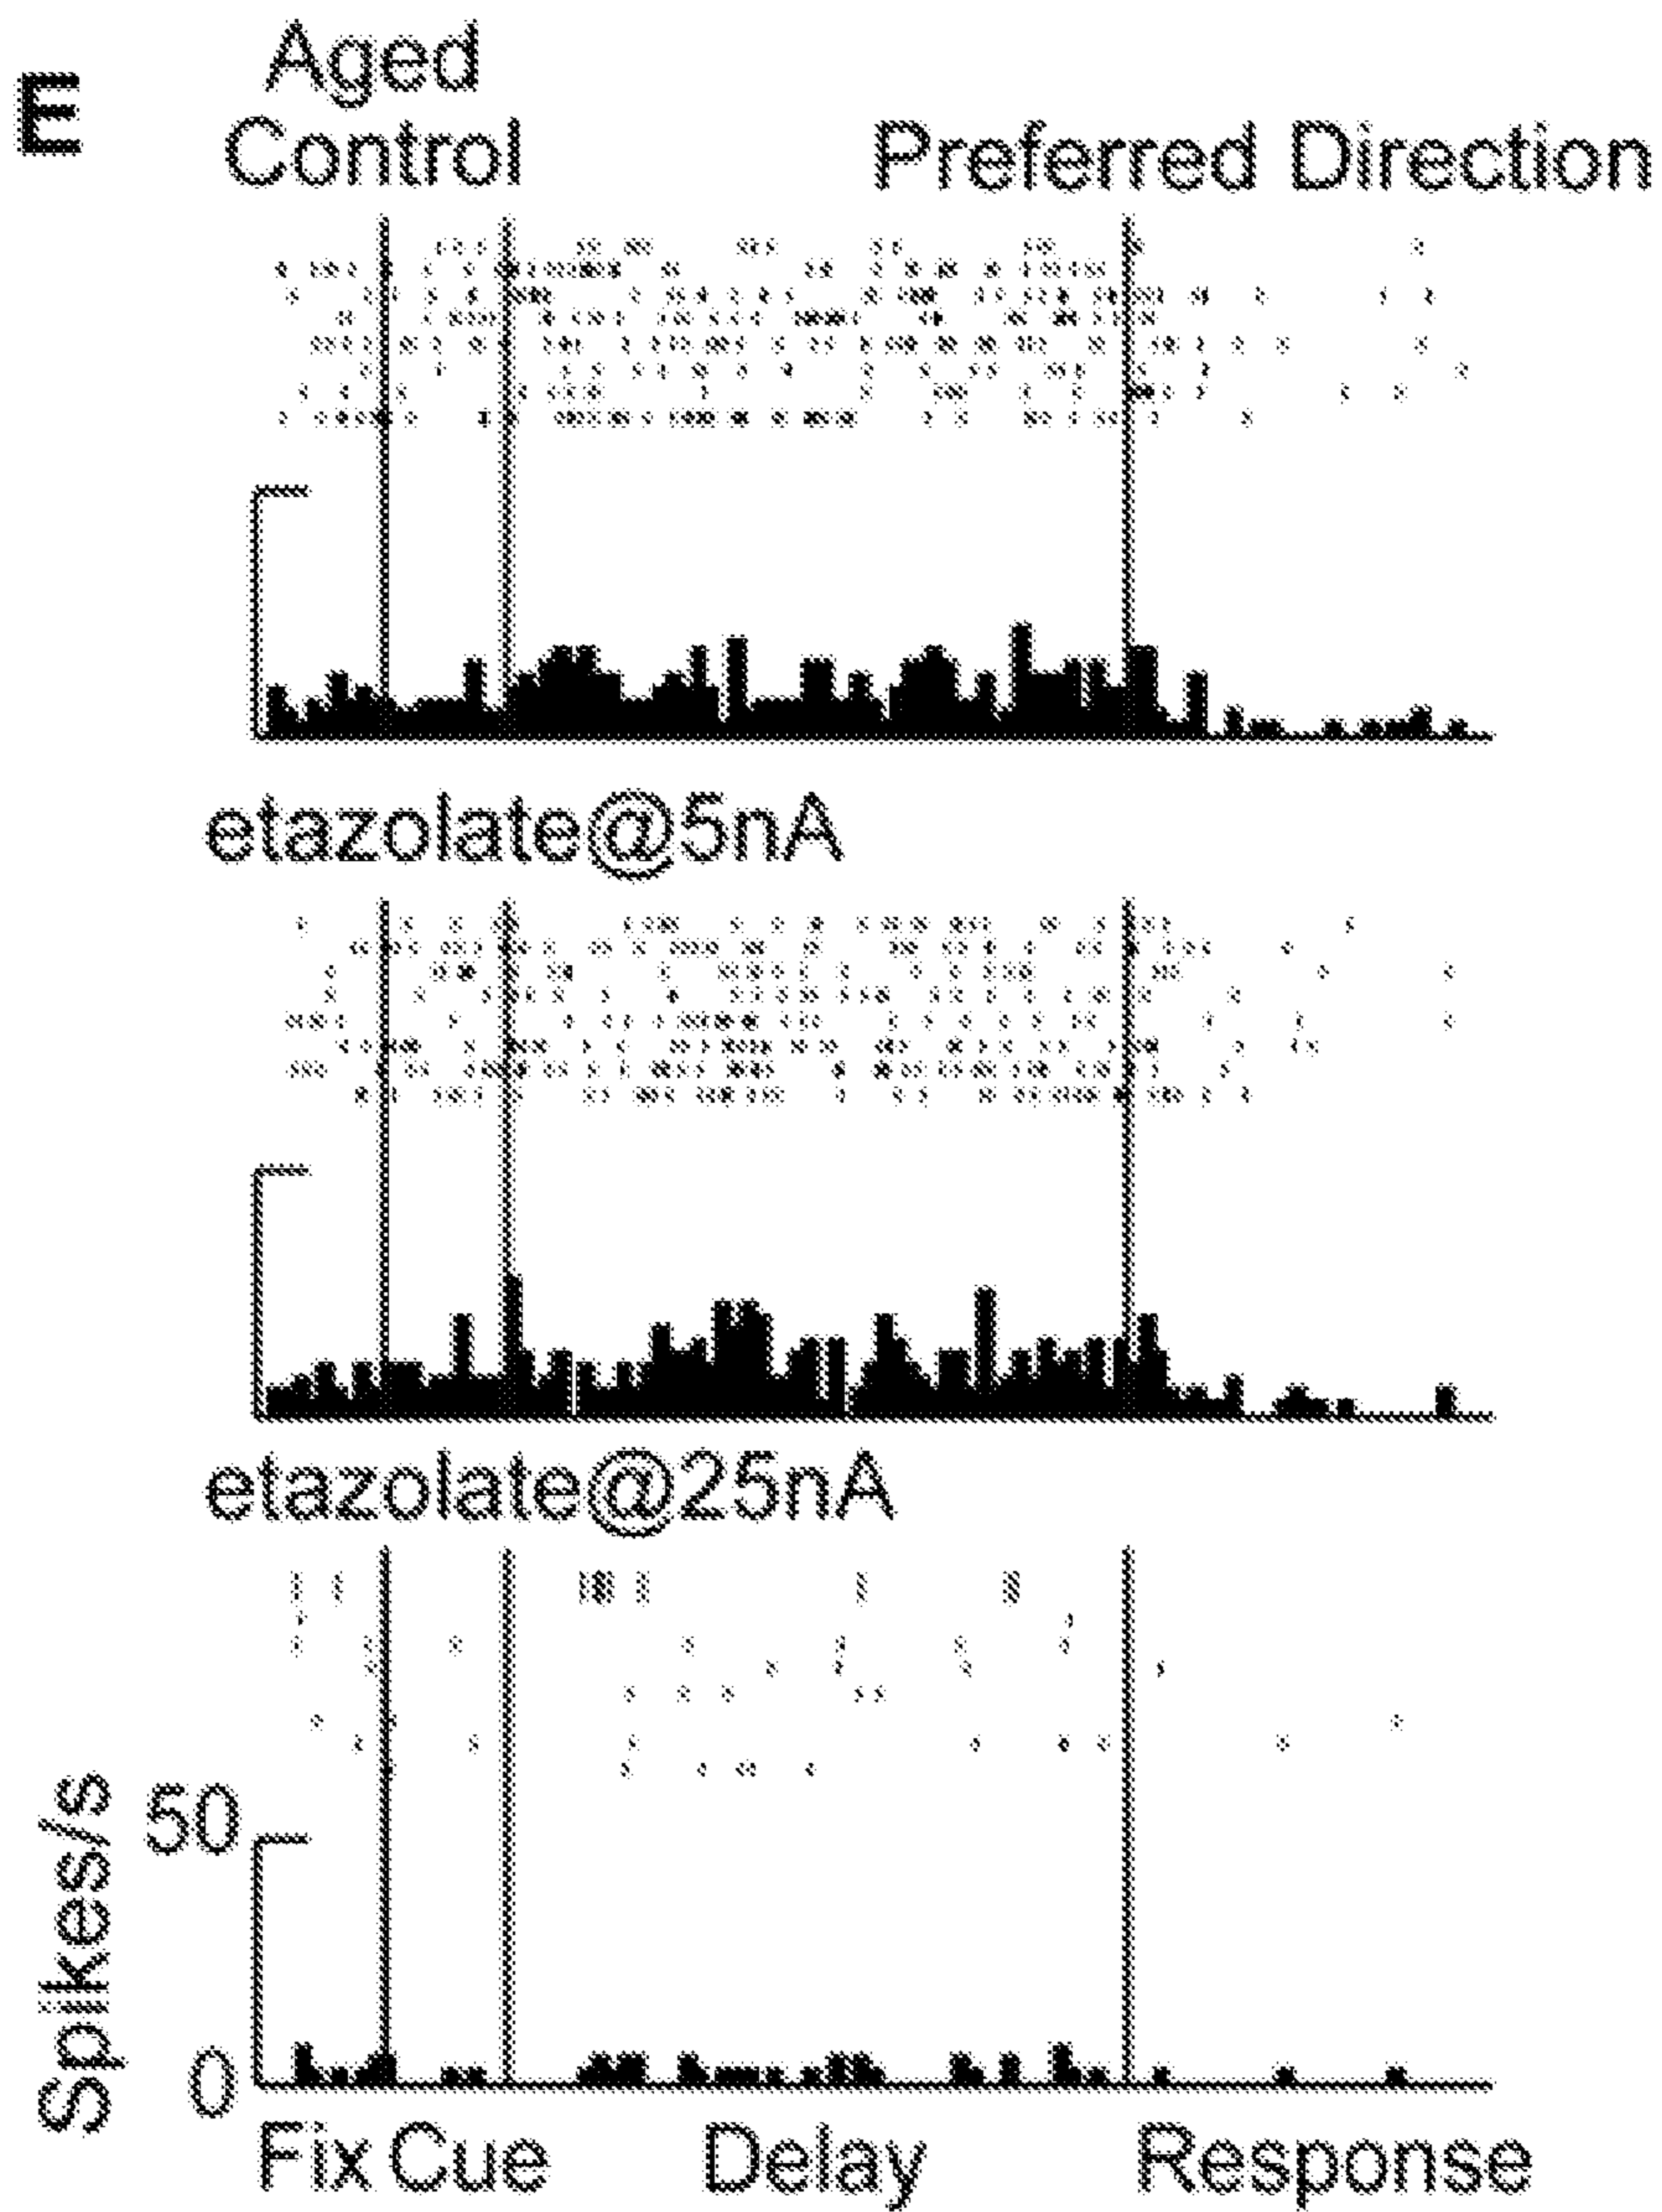 E
Aged
Control
Preferred Direction
etazolate@5nA
etazolate@25nA
Spikes/s
50
0
Fix Cue Delay Response